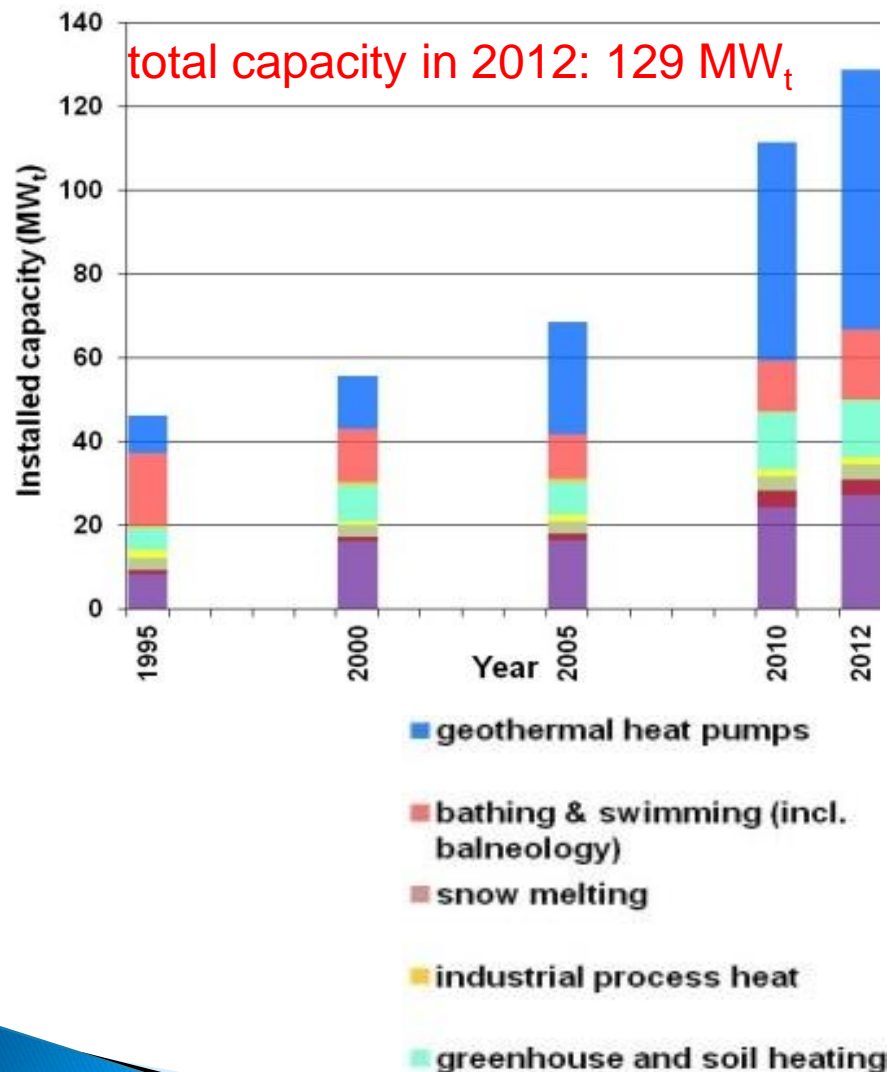 total capacity in 2012: 129 MWt
Installed capacity (MWt)
140
120
100
80
60
40
20
0
1995
2000
2005
2010
2012
Year
geothermal heat pumps
bathing & swimming (incl.
balneology)
snow melting
industrial process heat
greenhouse and soil heating